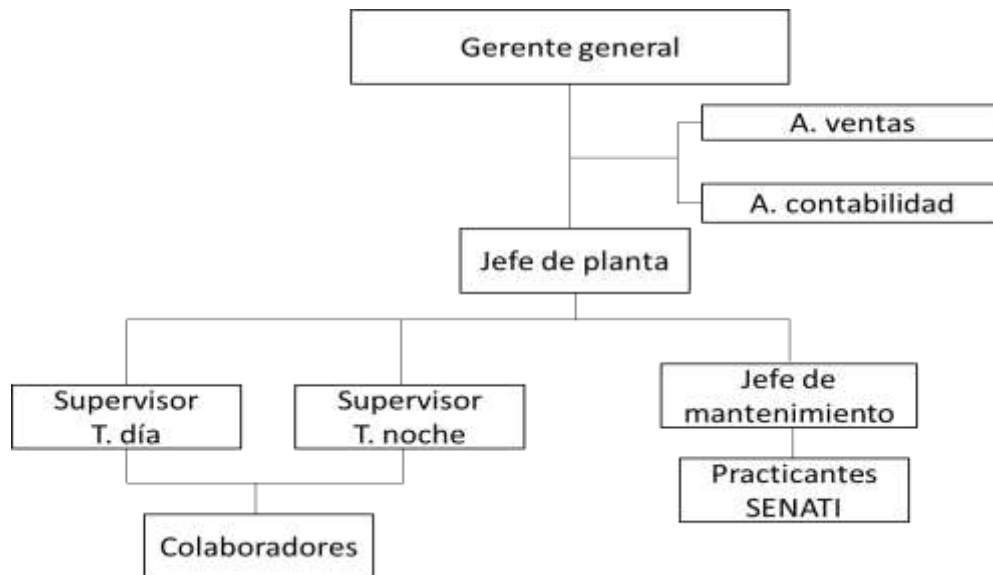 Gerente general
A. ventas
A. contabilidad
Jefe de planta
Supervisor
T. día
Supervisor
T. noche
Jefe de
mantenimiento
Practicantes
SENATI
Colaboradores